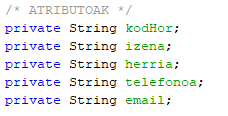 /* ATRIBUTOAK */
private String kodHor;
private String izena;
private String herria;
private String telefonoa;
private String email;